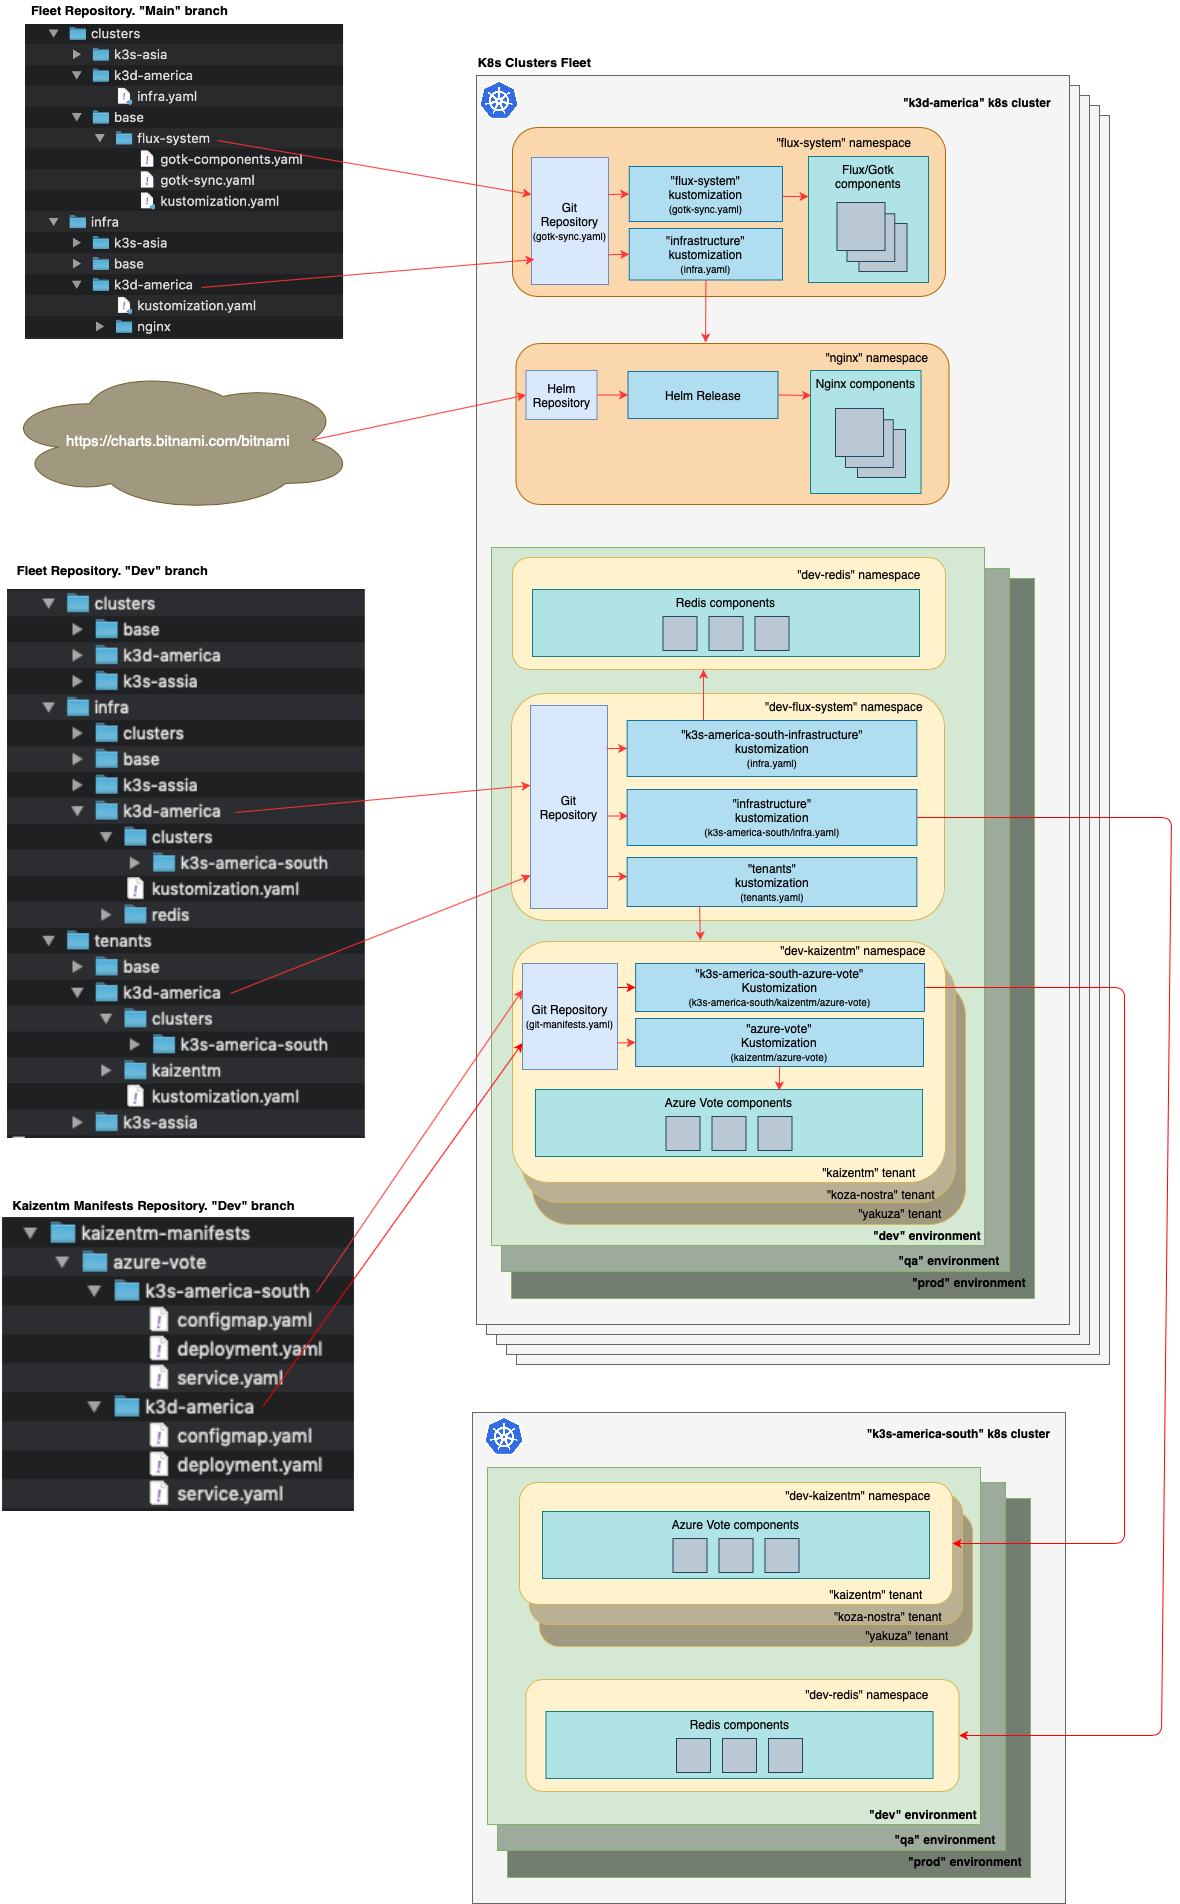 Fleet Repository. "Main" branch
clusters
k3s-asia
k3d-america
infra.yaml
base
flux-system
gotk-components.yaml
gotk-sync.yaml
kustomization.yaml
infra
k3s-asia
base
k3d-america
kustomization.yaml
nginx
https://charts.bitnami.com/bitnami
Fleet Repository. "Dev" branch
clusters
base
k3d-america
k3s-assia
infra
clusters
base
k3s-assia
k3d-america
clusters
k3s-america-south
kustomization.yaml
redis
tenants
base
k3d-america
clusters
k3s-america-south
kaizentm
kustomization.yaml
k3s-assia
Kaizentm Manifests Repository. "Dev" branch
kaizentm-manifests
azure-vote
k3s-america-south
configmap.yaml
deployment.yaml
service.yaml
k3d-america
configmap.yaml
deployment.yaml
service.yaml
K8s Clusters Fleet
"k3d-america" k8s cluster
"flux-system" namespace
Git
Repository
(gotk-sync.yaml)
"flux-system"
kustomization
(gotk-sync.yaml)
"infrastructure"
kustomization
(infra.yaml)
Flux/Gotk
components
"nginx" namespace
Helm
Repository
Helm Release
Nginx components
"dev-redis" namespace
Redis components
"dev-flux-system" namespace
Git
Repository
"k3s-america-south-infrastructure"
kustomization
(infra.yaml)
"infrastructure"
kustomization
(k3s-america-south/infra.yaml)
"tenants"
kustomization
(tenants.yaml)
"dev-kaizentm" namespace
Git Repository
(git-manifests.yaml)
"k3s-america-south-azure-vote"
Kustomization
(k3s-america-south/kaizentm/azure-vote)
"azure-vote"
Kustomization
(kaizentm/azure-vote)
Azure Vote components
"kaizentm" tenant
"koza-nostra" tenant
"yakuza" tenant
"dev" environment
"qa" environment
"prod" environment
"k3s-america-south" k8s cluster
"dev-kaizentm" namespace
Azure Vote components
"kaizentm" tenant
"koza-nostra" tenant
"yakuza" tenant
"dev-redis" namespace
Redis components
"dev" environment
"qa" environment
"prod" environment